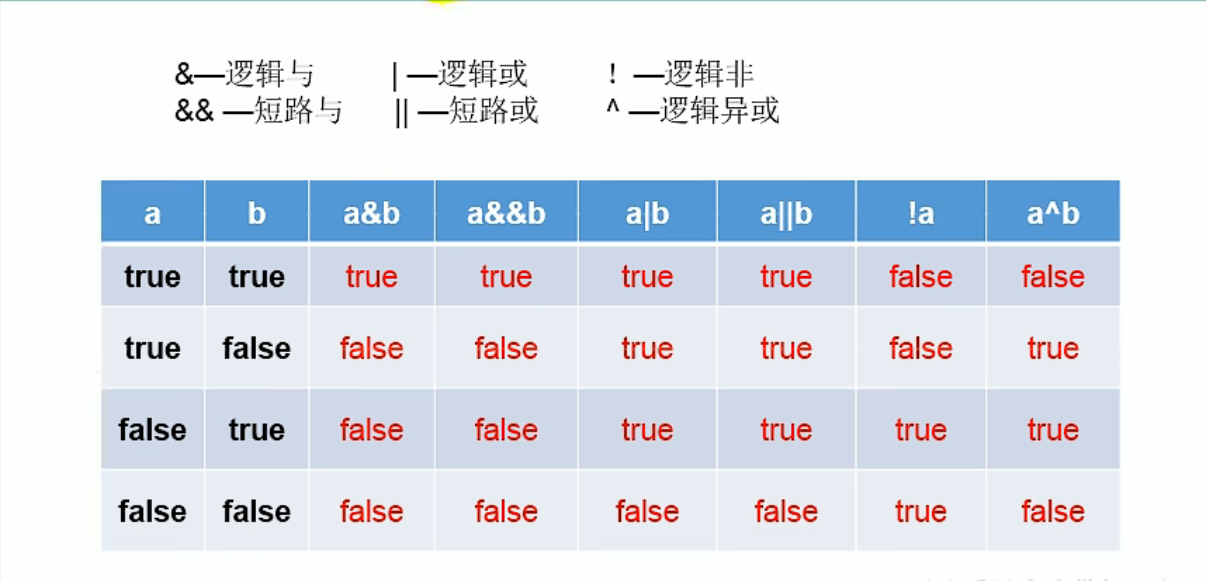 &—逻辑与 | —逻辑或 ! —逻辑非
&& —短路与 || —短路或 ^ —逻辑异或
a b a&b a&&b a|b a||b !a a^b
true true true true true true false false
true false false false true true false true
false true false false true true true true
false false false false false false true false